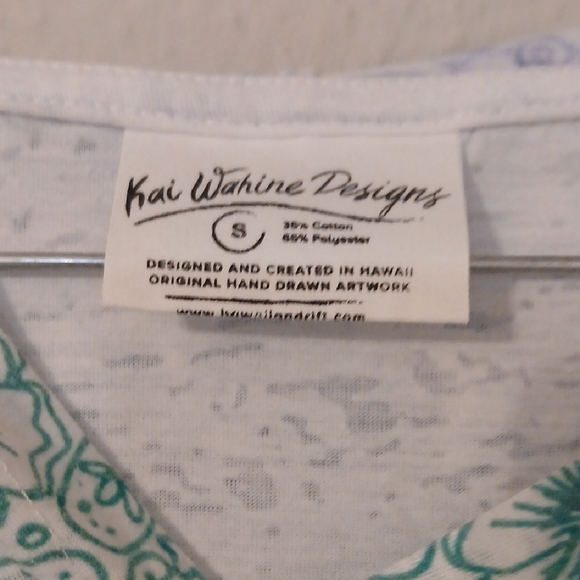 Kai Wahine Designs
S
35% Cotton
65% Polyester
DESIGNED AND CREATED IN HAWAII
ORIGINAL HAND DRAWN ARTWORK